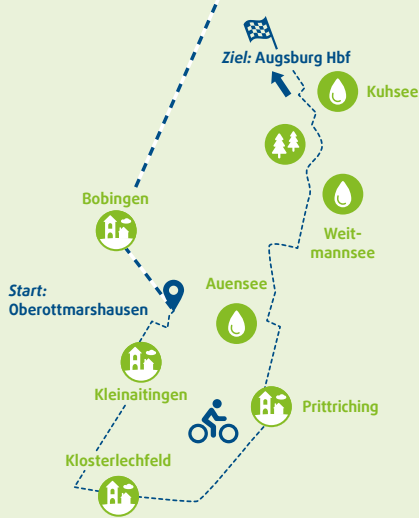 Ziel: Augsburg Hbf
Kuhsee
Bobingen
Weit-
mannsee
Start:
Oberottmarshausen
Auensee
Kleinaitingen
Prittriching
Klosterlechfeld